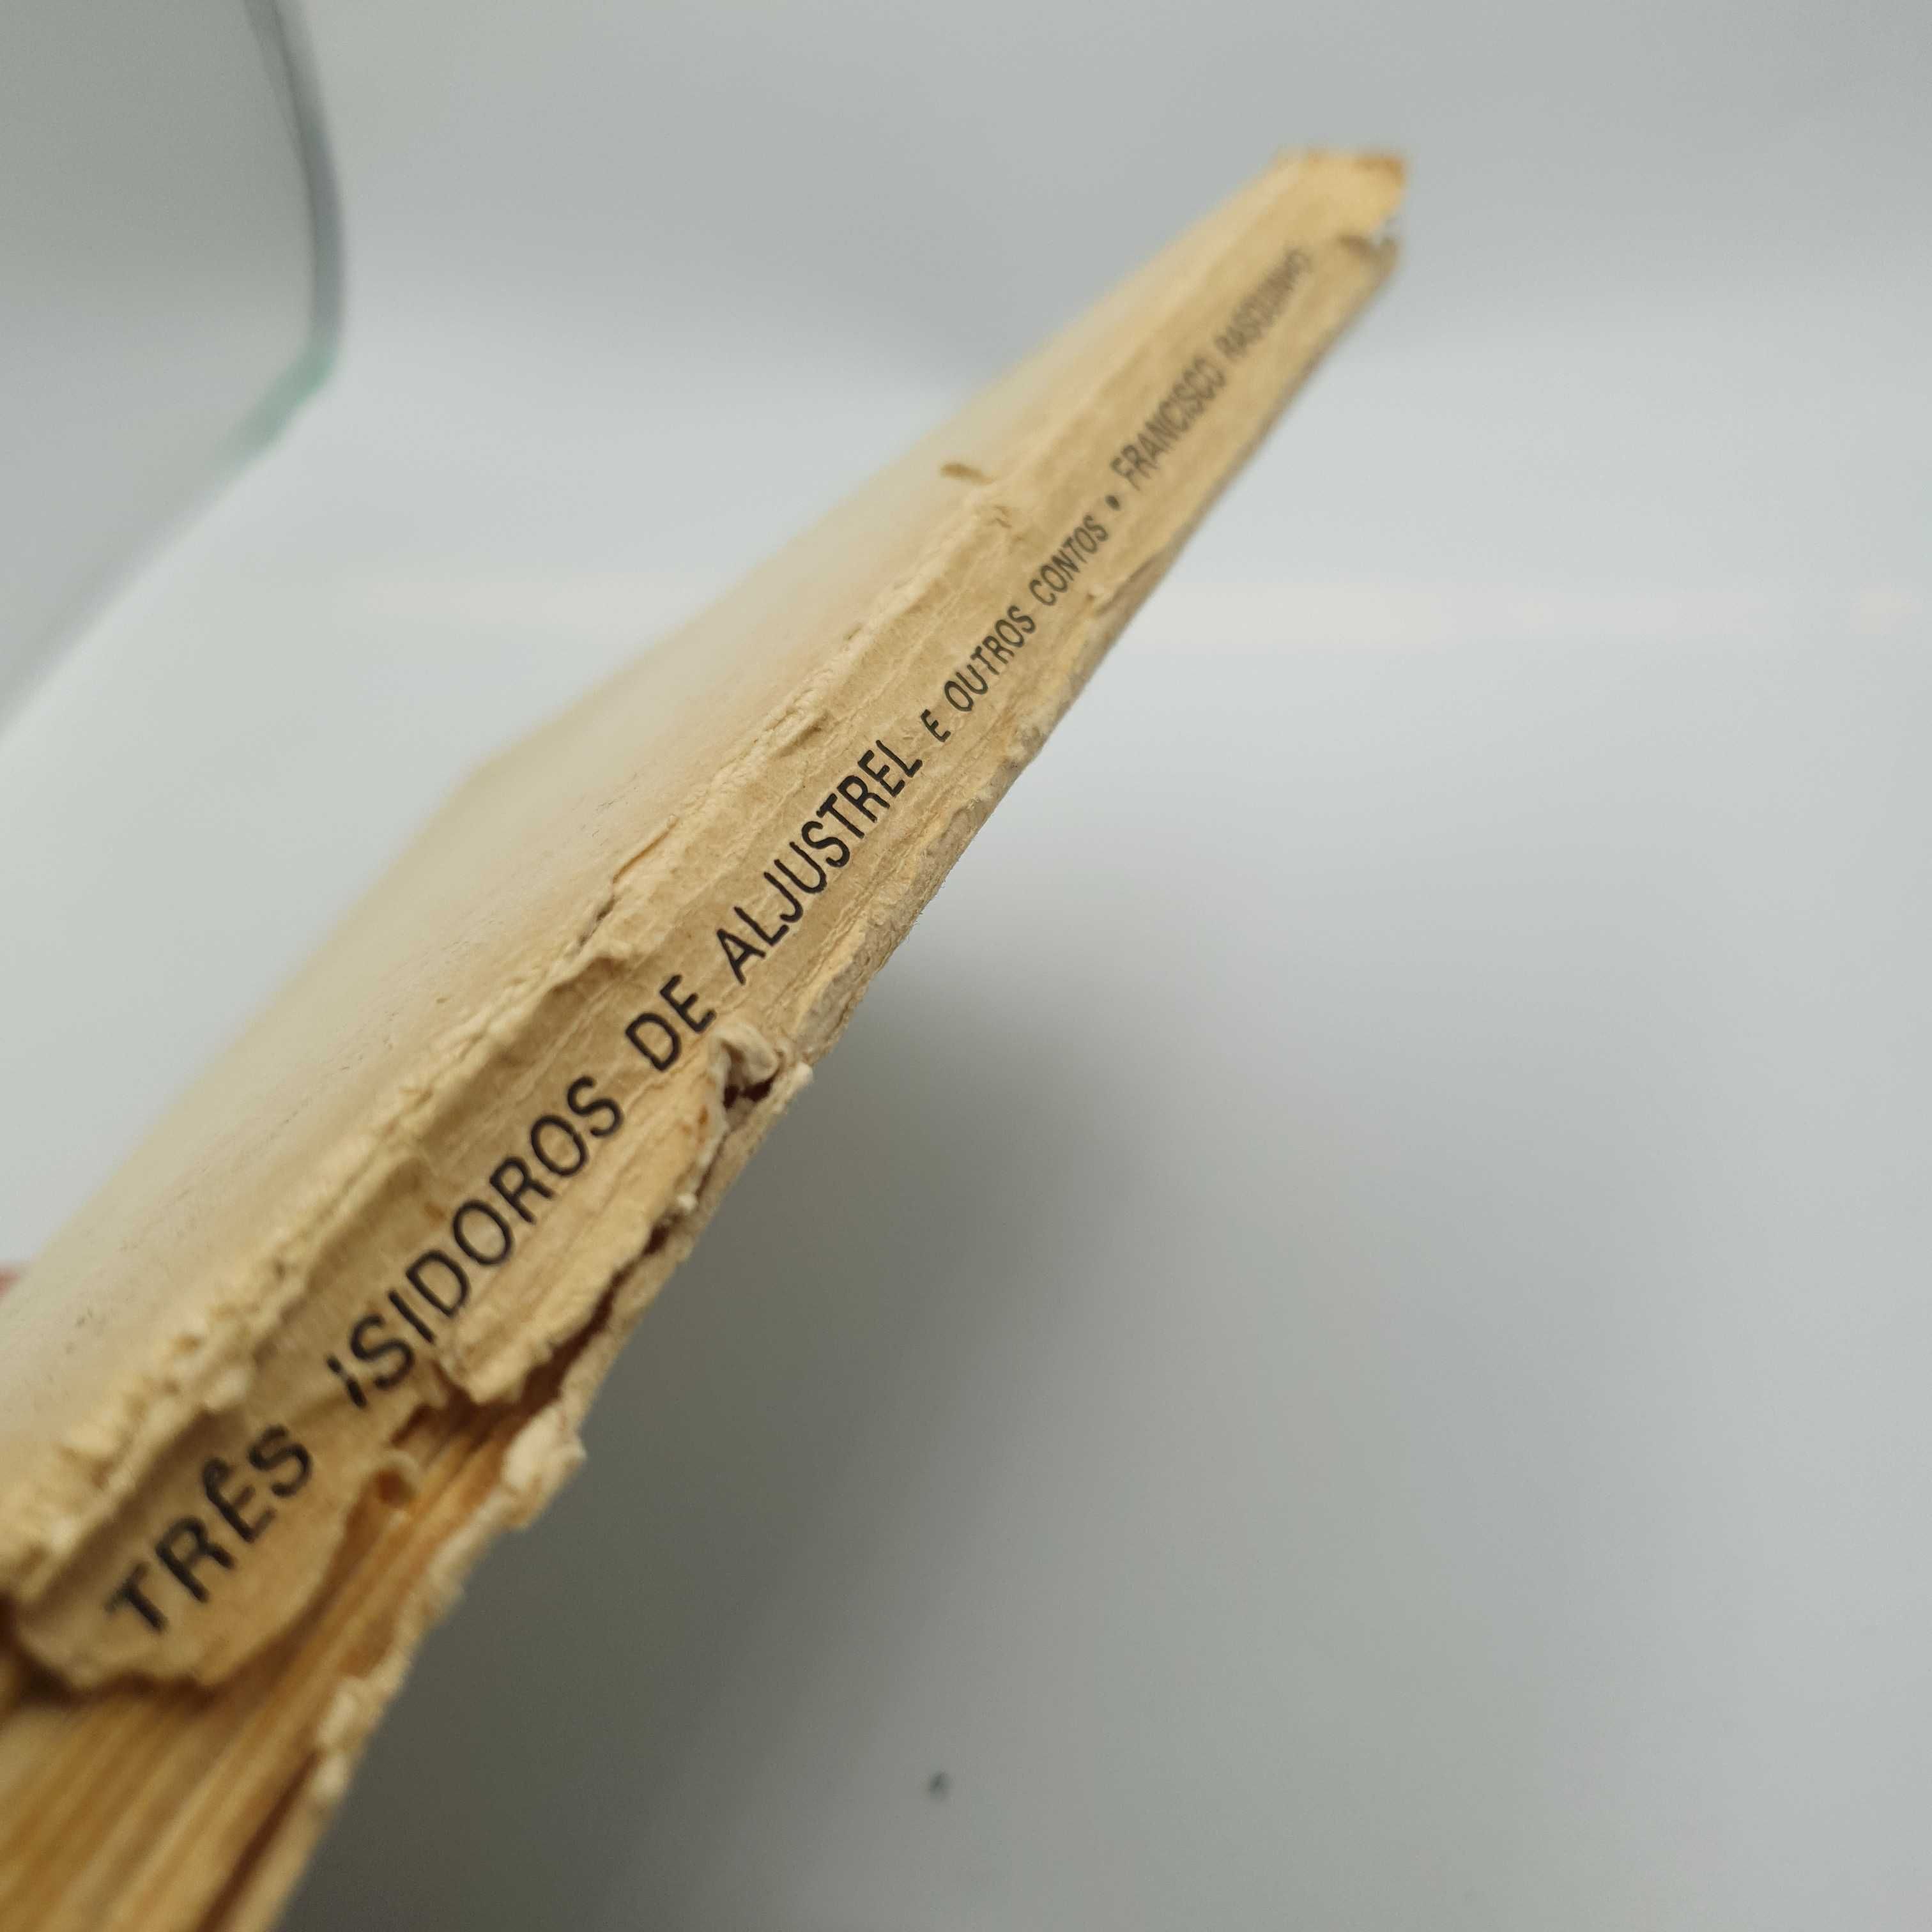 TRÊS ISIDOROS DE ALJUSTREL E OUTROS CONTOS • FRANCISCO